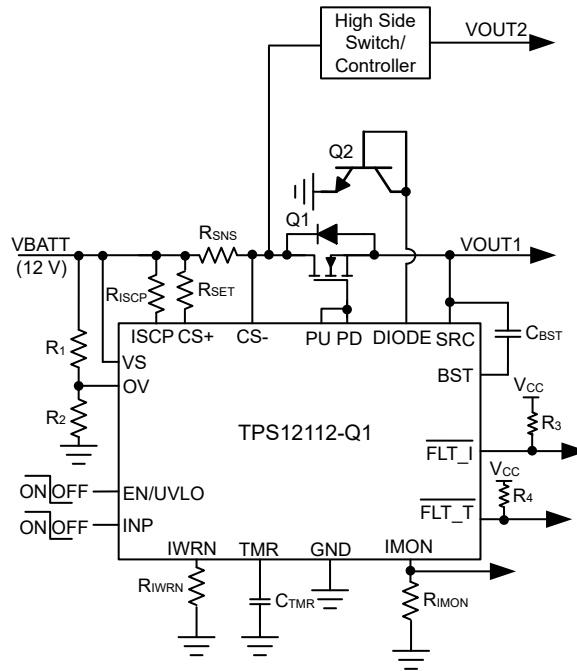 High Side
Switch/
Controller
VOUT2
Q2
Q1
RSNS
VBATT
(12 V)
VOUT1
RISCP
RSET
CBST
R1
ISCP
CS+
CS-
PU
PD
DIODE
SRC
VS
BST
OV
VCC
R2
R3
TPS12112-Q1
FLT_I
VCC
R4
ON OFF
EN/UVLO
FLT_T
ON OFF
INP
IWRN
TMR
GND
IMON
RIWRN
CTMR
RIMON